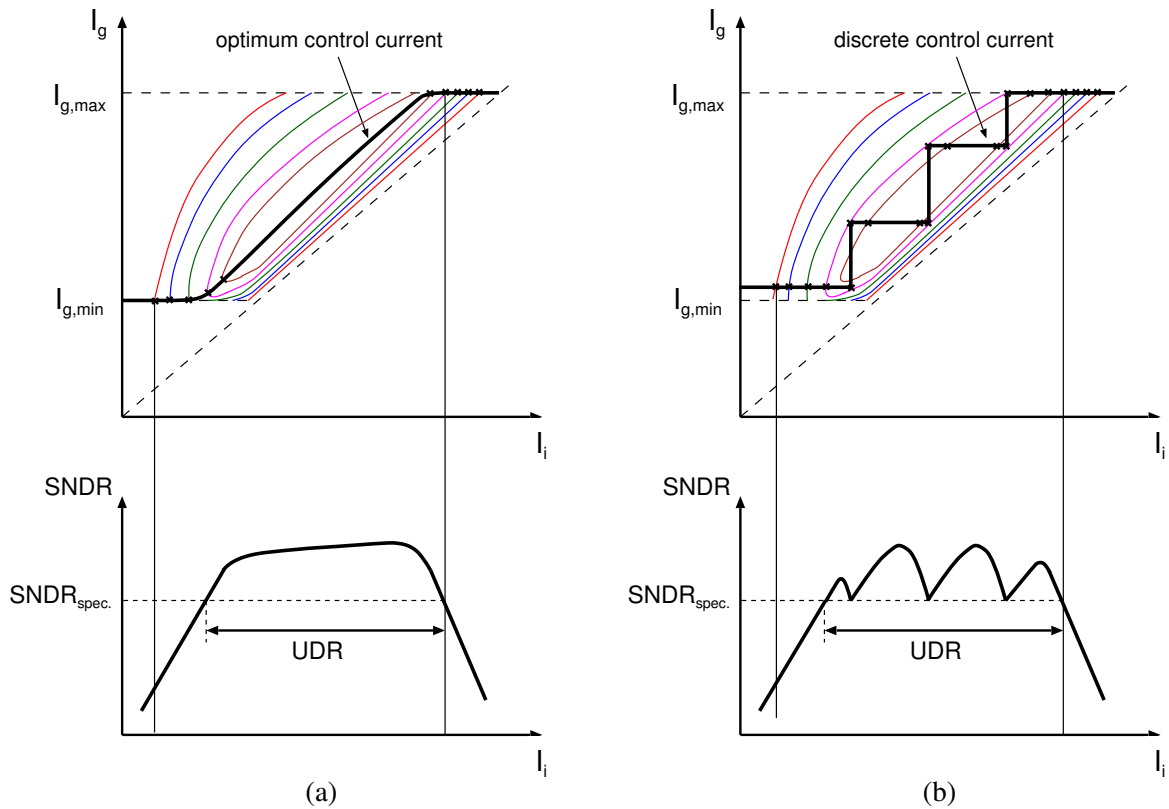 I_g
optimum control current
I_g,max
I_g,min
I_i
SNDR
SNDR_spec.
UDR
I_i
(a)
I_g
discrete control current
I_g,max
I_g,min
I_i
SNDR
SNDR_spec.
UDR
I_i
(b)